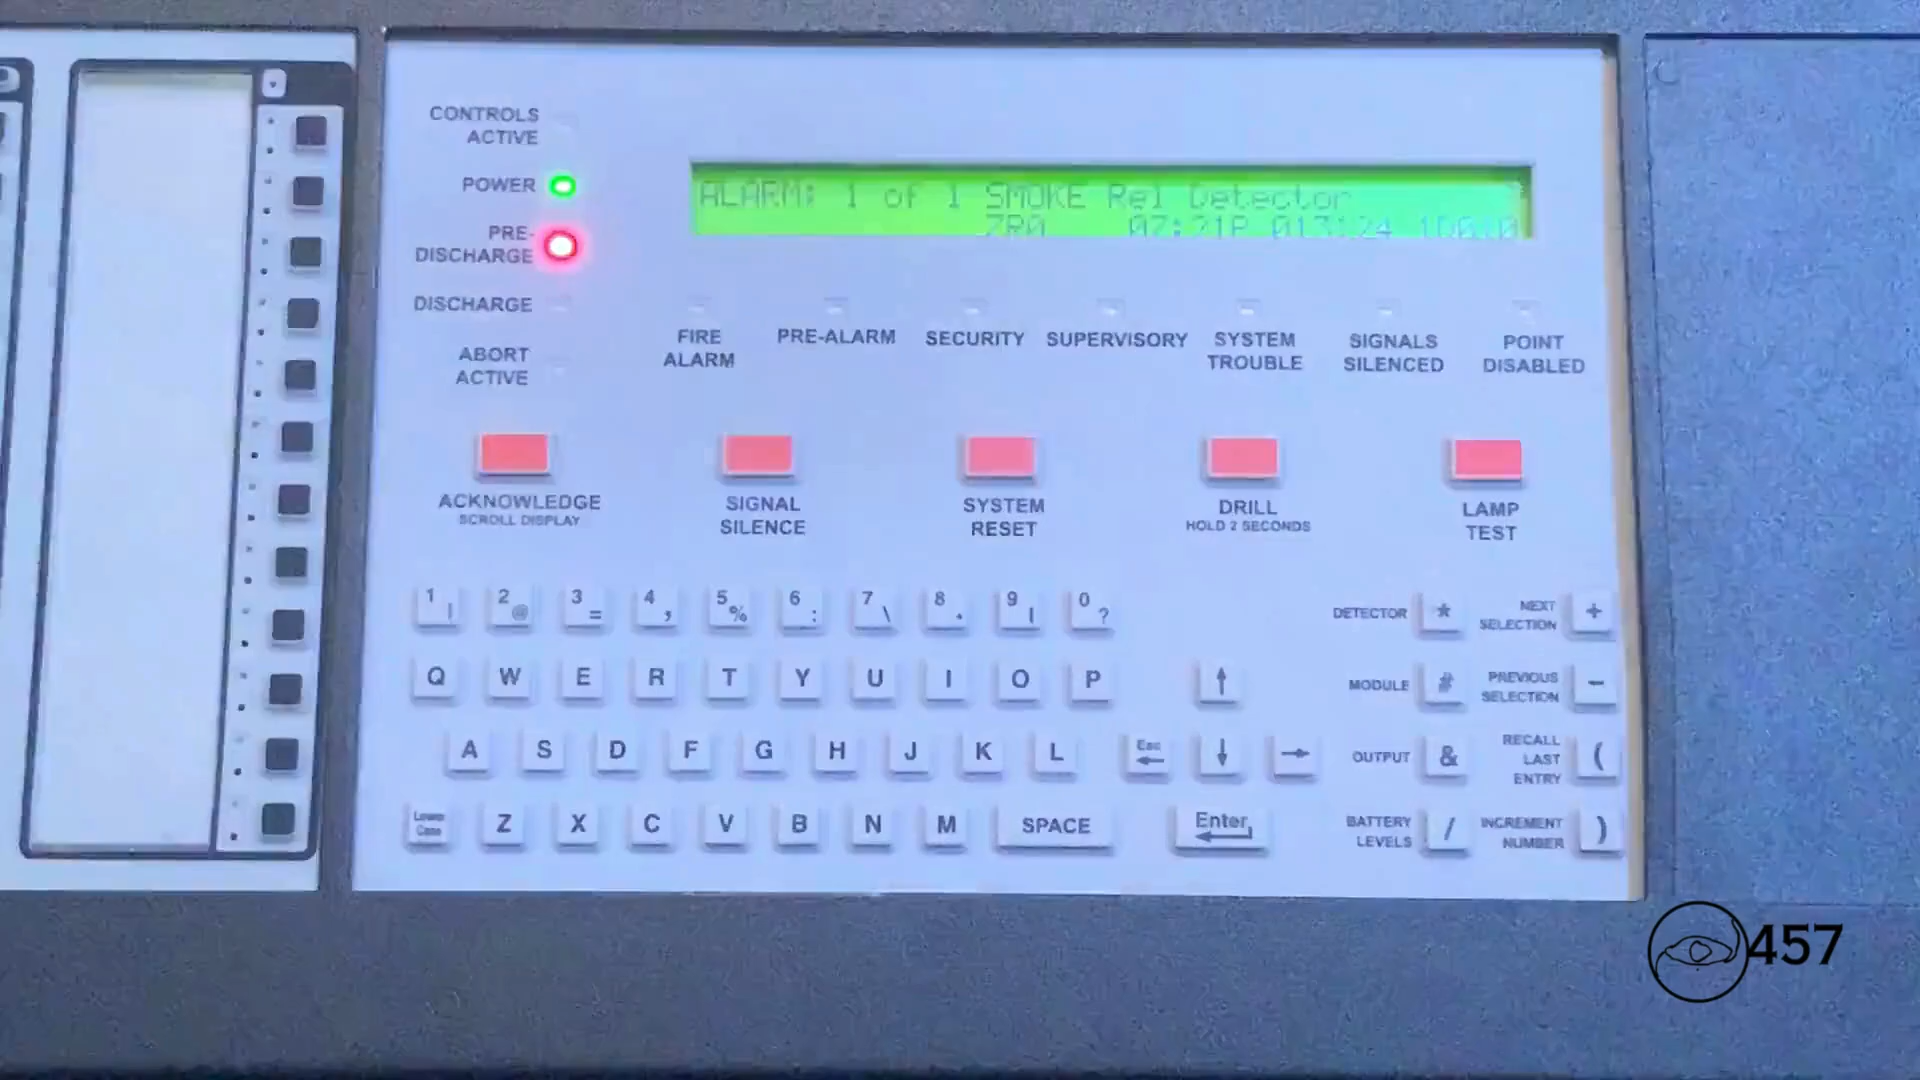 CONTROLS
ACTIVE
POWER
PRE-
DISCHARGE
DISCHARGE
ABORT
ACTIVE
ALARM: 1 of 1 SMOKE Rel Detector
FIRE
ALARM
PRE-ALARM
SECURITY
SUPERVISORY
SYSTEM
TROUBLE
SIGNALS
SILENCED
POINT
DISABLED
ACKNOWLEDGE
SCROLL DISPLAY
SIGNAL
SILENCE
SYSTEM
RESET
DRILL
HOLD 2 SECONDS
LAMP
TEST
1 | 2 @ 3 = 4 , 5 % 6 : 7 \ 8 . 9 | 0 ?
DETECTOR *
NEXT
SELECTION +
Q W E R T Y U I O P ↑
MODULE #
PREVIOUS
SELECTION -
A S D F G H J K L Esc ← ↓ →
OUTPUT &
RECALL
LAST
ENTRY (
Lower
Case Z X C V B N M SPACE Enter
BATTERY
LEVELS /
INCREMENT
NUMBER )
457